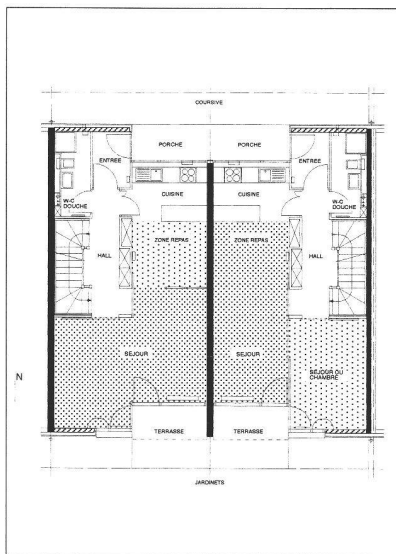 COURSIVE
PORCHE
PORCHE
ENTREE
ENTREE
CUISINE
CUISINE
W-C
DOUCHE
W-C
DOUCHE
ZONE REPAS
ZONE REPAS
HALL
HALL
SEJOUR
SEJOUR
SEJOUR OU
CHAMBRE
N
TERRASSE
TERRASSE
JARDINETS